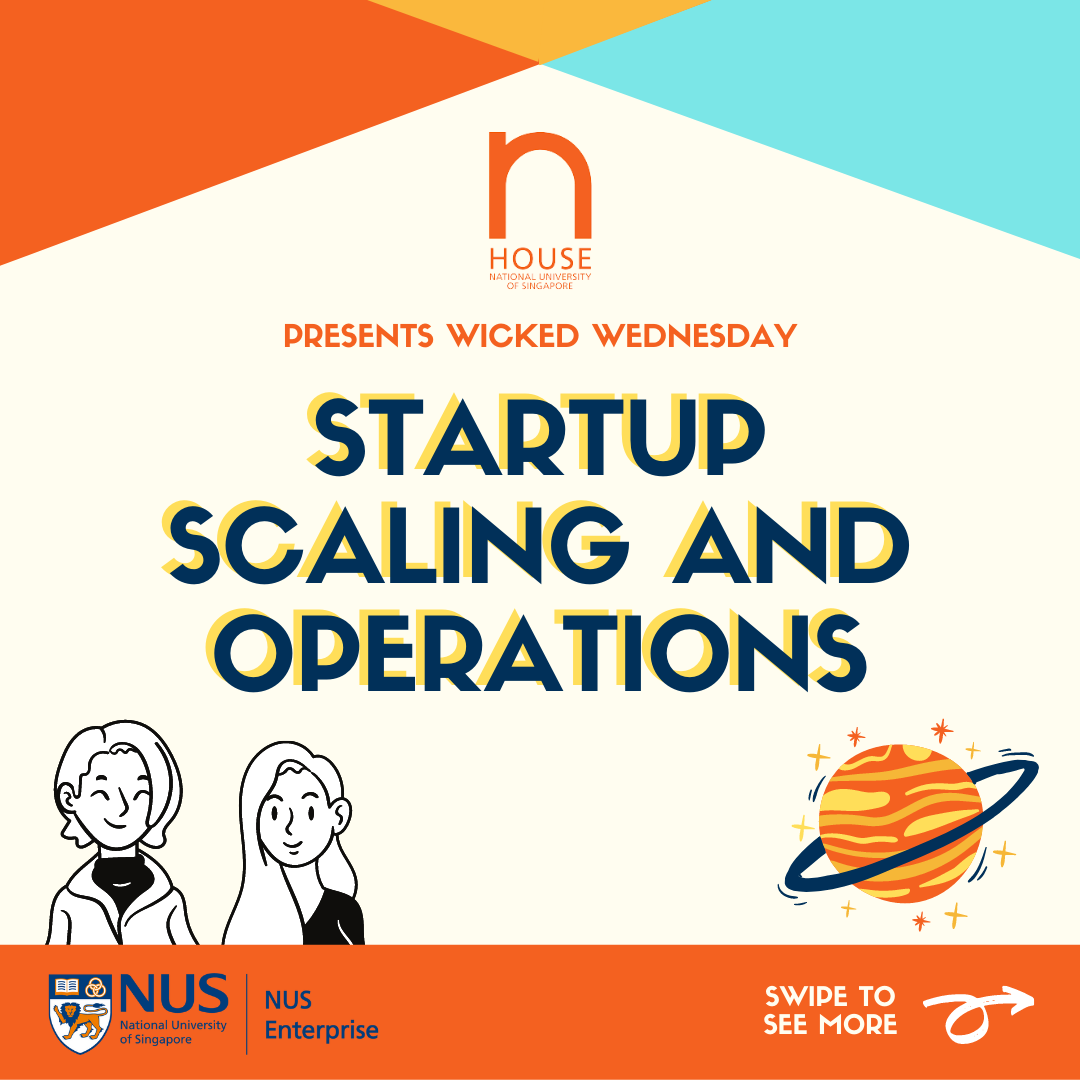 n
HOUSE
NATIONAL UNIVERSITY
OF SINGAPORE
PRESENTS WICKED WEDNESDAY
STARTUP
SCALING AND
OPERATIONS
NUS
National University
of Singapore
NUS
Enterprise
SWIPE TO
SEE MORE